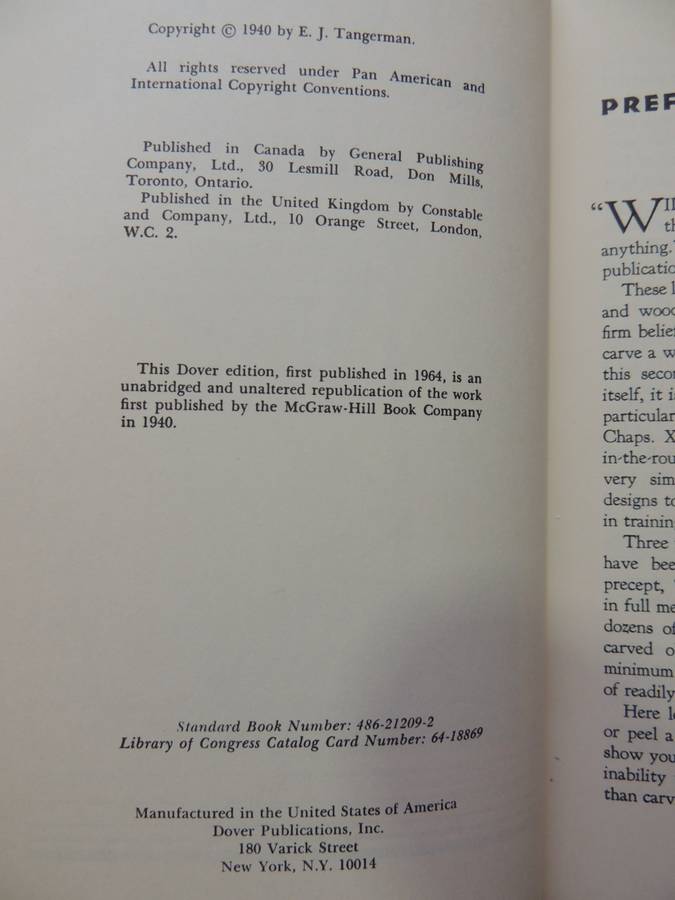 Copyright © 1940 by E. J. Tangerman.
All rights reserved under Pan American and
International Copyright Conventions.
Published in Canada by General Publishing
Company, Ltd., 30 Lesmill Road, Don Mills,
Toronto, Ontario.
Published in the United Kingdom by Constable
and Company, Ltd., 10 Orange Street, London,
W.C. 2.
This Dover edition, first published in 1964, is an
unabridged and unaltered republication of the work
first published by the McGraw-Hill Book Company
in 1940.
Standard Book Number: 486-21209-2
Library of Congress Catalog Card Number: 64-18869
Manufactured in the United States of America
Dover Publications, Inc.
180 Varick Street
New York, N.Y. 10014
PREF
anything.
publicatio
These
and wood
firm belie
carve a w
this seco
itself, it i
particular
Chaps. X
in-the-rou
very sim
designs to
in trainin
Three
have bee
precept,
in full me
dozens of
carved o
minimum
of readily
Here l
or peel a
show you
inability
than carv